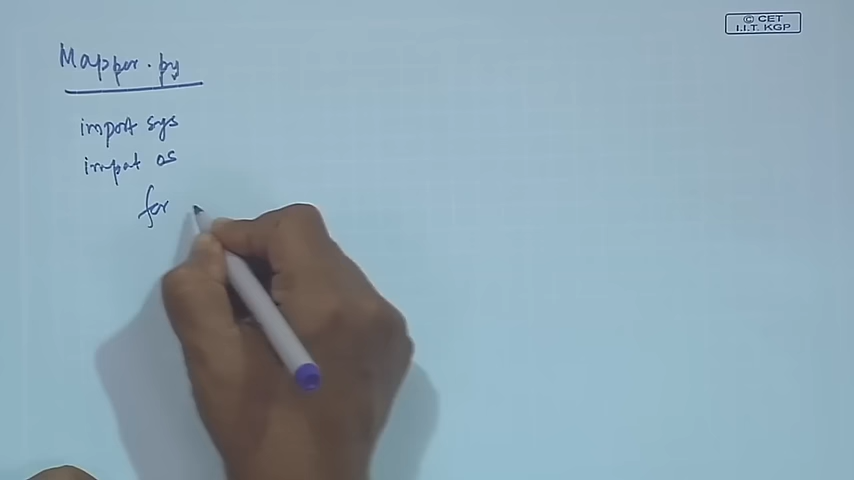 © CET
I.I.T. KGP
Mapper.py
import sys
import os
for